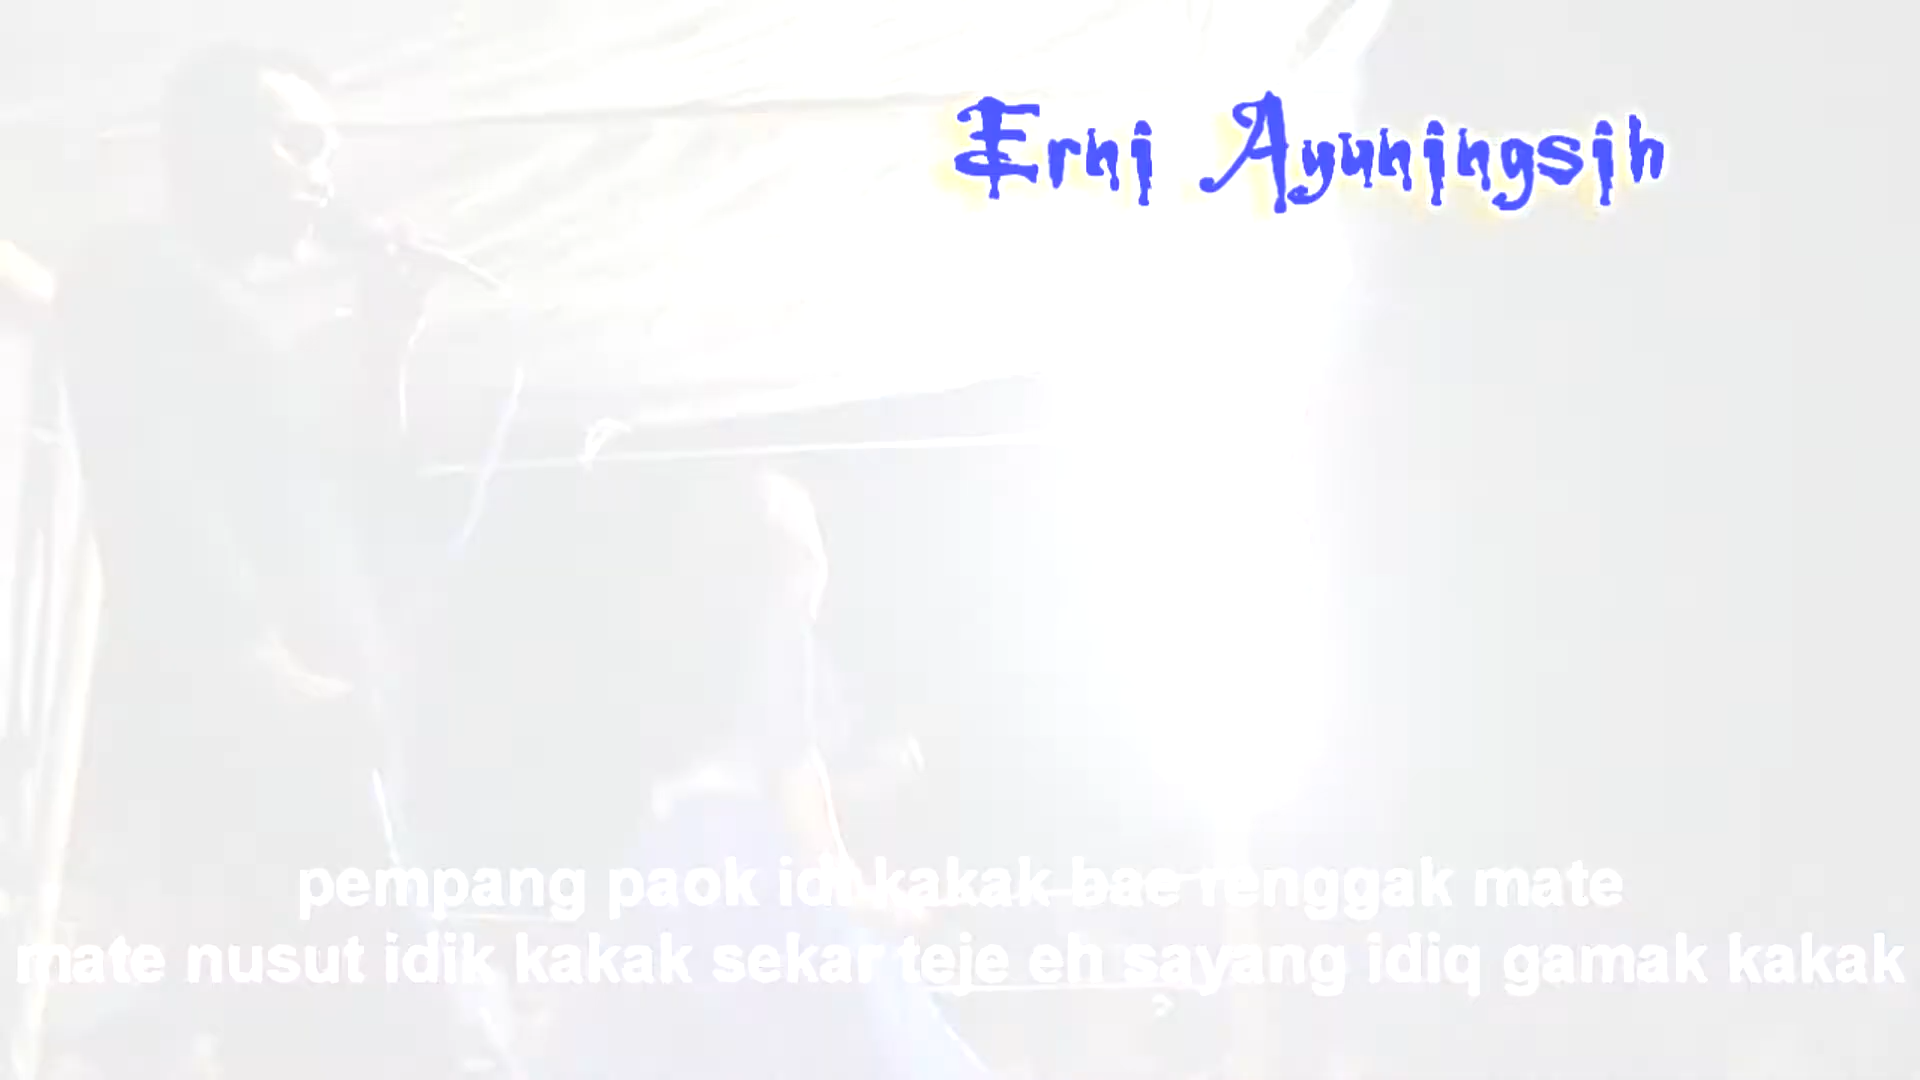 Erni Ayuningsih
pempang paok idi kakak bae renggak mate
mate nusut idik kakak sekar teje eh sayang idiq gamak kakak